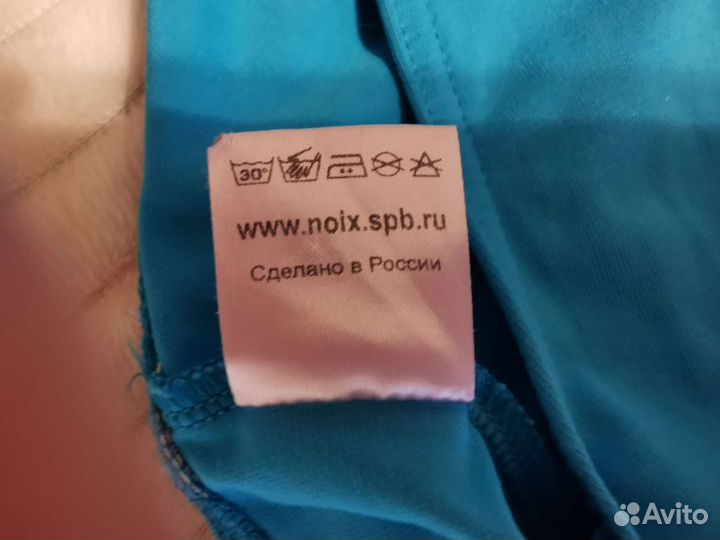 30°
www.noix.spb.ru
Сделано в России
Avito